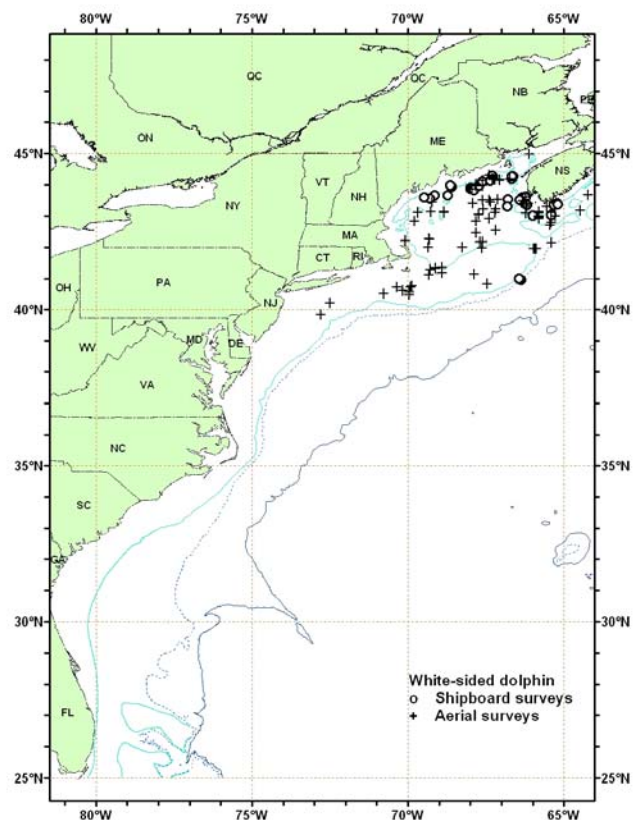 80°W 75°W 70°W 65°W
QC
QC
NB
PE
ON
ME
45°N
45°N
NS
VT
NH
NY
MA
CT
RI
PA
40°N
40°N
OH
NJ
MD
DE
WV
VA
NC
35°N
35°N
SC
GA
30°N
30°N
White-sided dolphin
Shipboard surveys
Aerial surveys
FL
25°N
25°N
80°W 75°W 70°W 65°W